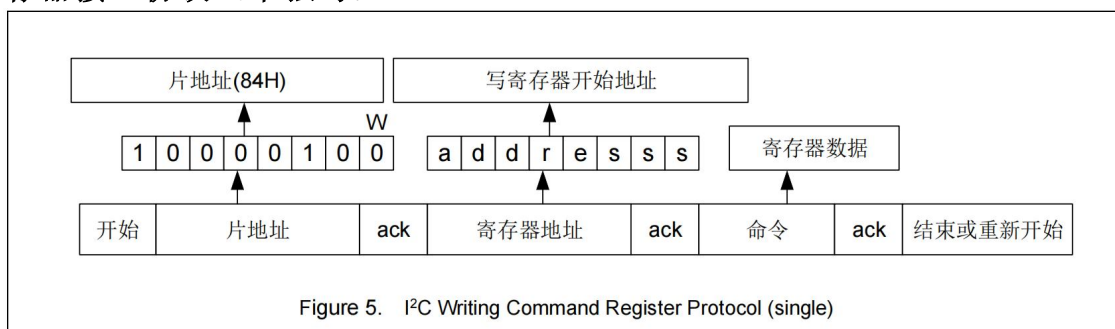 片地址(84H) 写寄存器开始地址
W
1 0 0 0 0 1 0 0 a d d r e s s s 寄存器数据
开始 片地址 ack 寄存器地址 ack 命令 ack 结束或重新开始
Figure 5. I²C Writing Command Register Protocol (single)